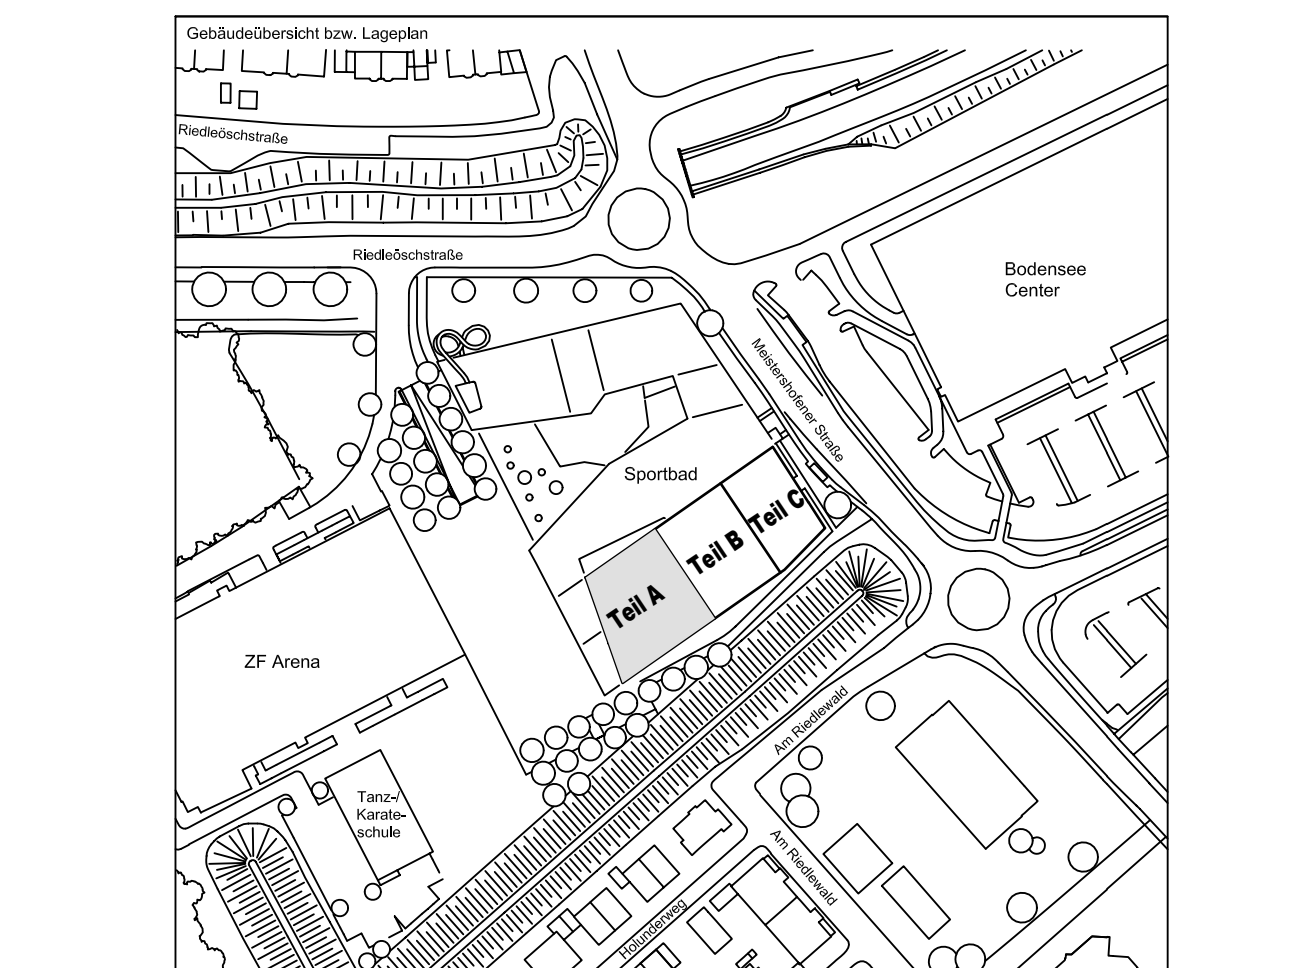 Gebäudeübersicht bzw. Lageplan
Riedleöschstraße
Riedleöschstraße
Bodensee
Center
Meistershofener Straße
Sportbad
Teil C
Teil B
Teil A
ZF Arena
Am Riedlewald
Tanz-/
Karate-
schule
Am Riedlewald
Holunderweg